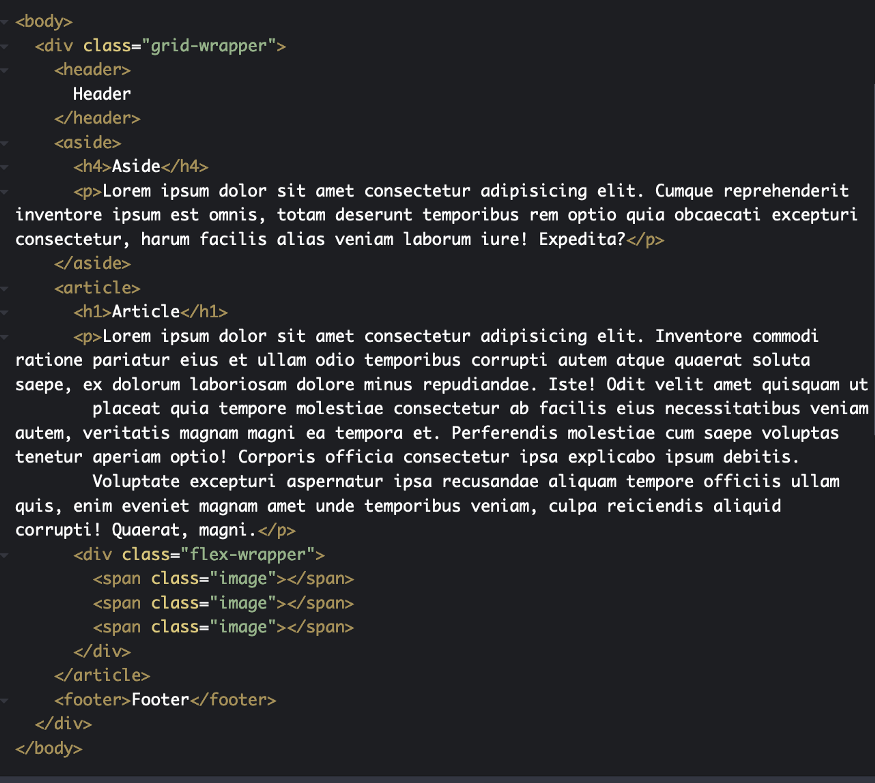 <body>
<div class="grid-wrapper">
<header>
Header
</header>
<aside>
<h4>Aside</h4>
<p>Lorem ipsum dolor sit amet consectetur adipisicing elit. Cumque reprehenderit
inventore ipsum est omnis, totam deserunt temporibus rem optio quia obcaecati excepturi
consectetur, harum facilis alias veniam laborum iure! Expedita?</p>
</aside>
<article>
<h1>Article</h1>
<p>Lorem ipsum dolor sit amet consectetur adipisicing elit. Inventore commodi
ratione pariatur eius et ullam odio temporibus corrupti autem atque quaerat soluta
saepe, ex dolorum laboriosam dolore minus repudiandae. Iste! Odit velit amet quisquam ut
placeat quia tempore molestiae consectetur ab facilis eius necessitatibus veniam
autem, veritatis magnam magni ea tempora et. Perferendis molestiae cum saepe voluptas
tenetur aperiam optio! Corporis officia consectetur ipsa explicabo ipsum debitis.
Voluptate excepturi aspernatur ipsa recusandae aliquam tempore officiis ullam
quis, enim eveniet magnam amet unde temporibus veniam, culpa reiciendis aliquid
corrupti! Quaerat, magni.</p>
<div class="flex-wrapper">
<span class="image"></span>
<span class="image"></span>
<span class="image"></span>
</div>
</article>
<footer>Footer</footer>
</div>
</body>